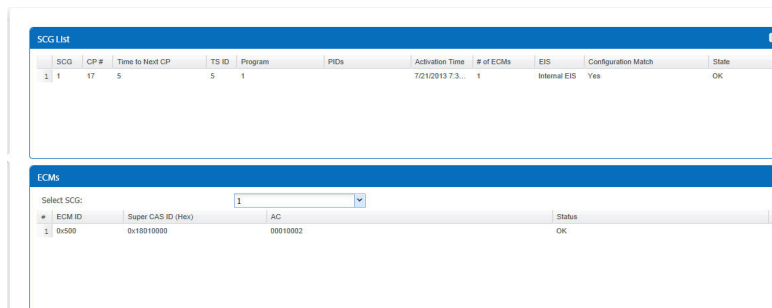 SCG List
SCG CP # Time to Next CP TS ID Program PIDs Activation Time # of ECMs EIS Configuration Match State
1 1 17 5 5 1 7/21/2013 7:3... 1 Internal EIS Yes OK
ECMs
Select SCG: 1
# ECM ID Super CAS ID (Hex) AC Status
1 0x500 0x18010000 00010002 OK